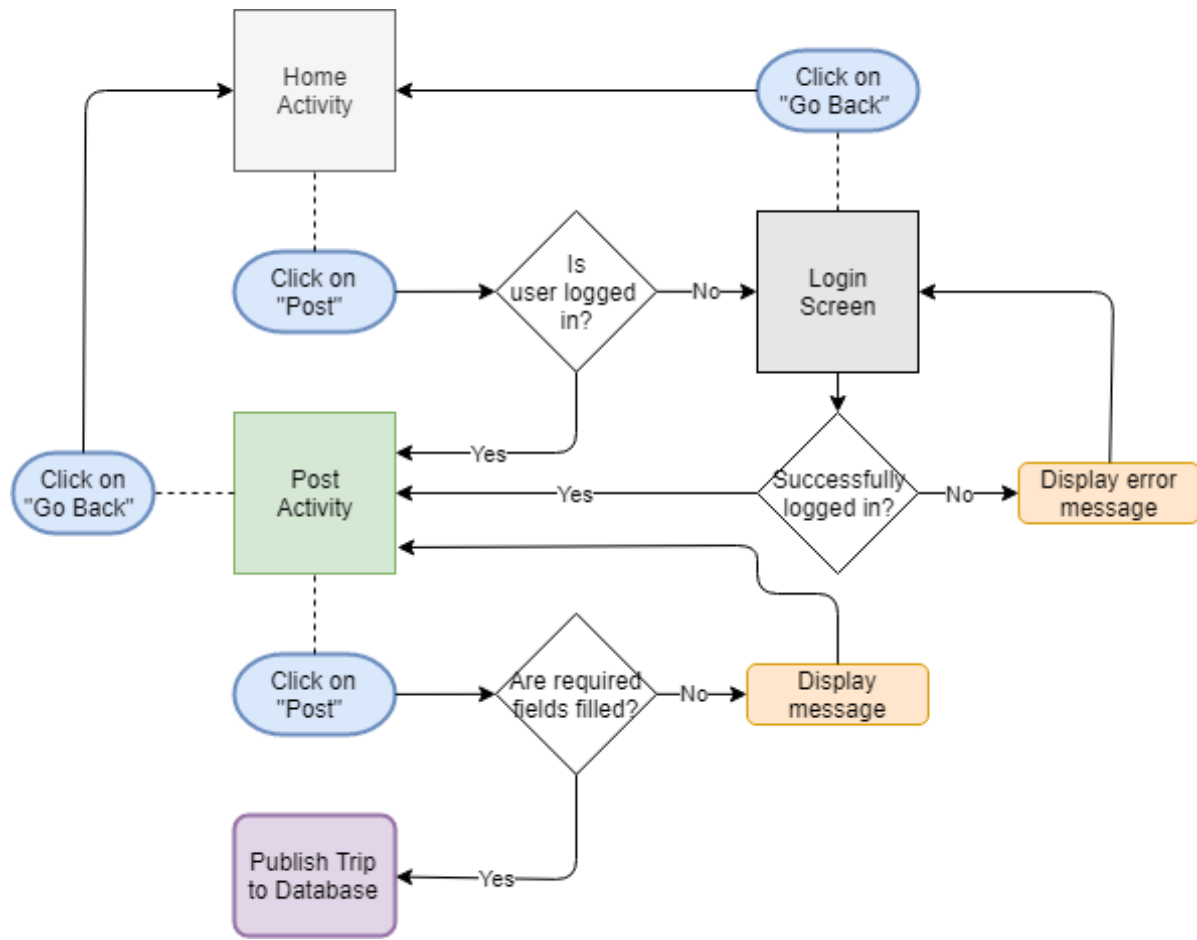 Home
Activity
Click on
"Go Back"
Click on
"Post"
Is
user logged
in?
No
Login
Screen
Yes
Click on
"Go Back"
Post
Activity
Yes
Successfully
logged in?
No
Display error
message
Click on
"Post"
Are required
fields filled?
No
Display
message
Publish Trip
to Database
Yes